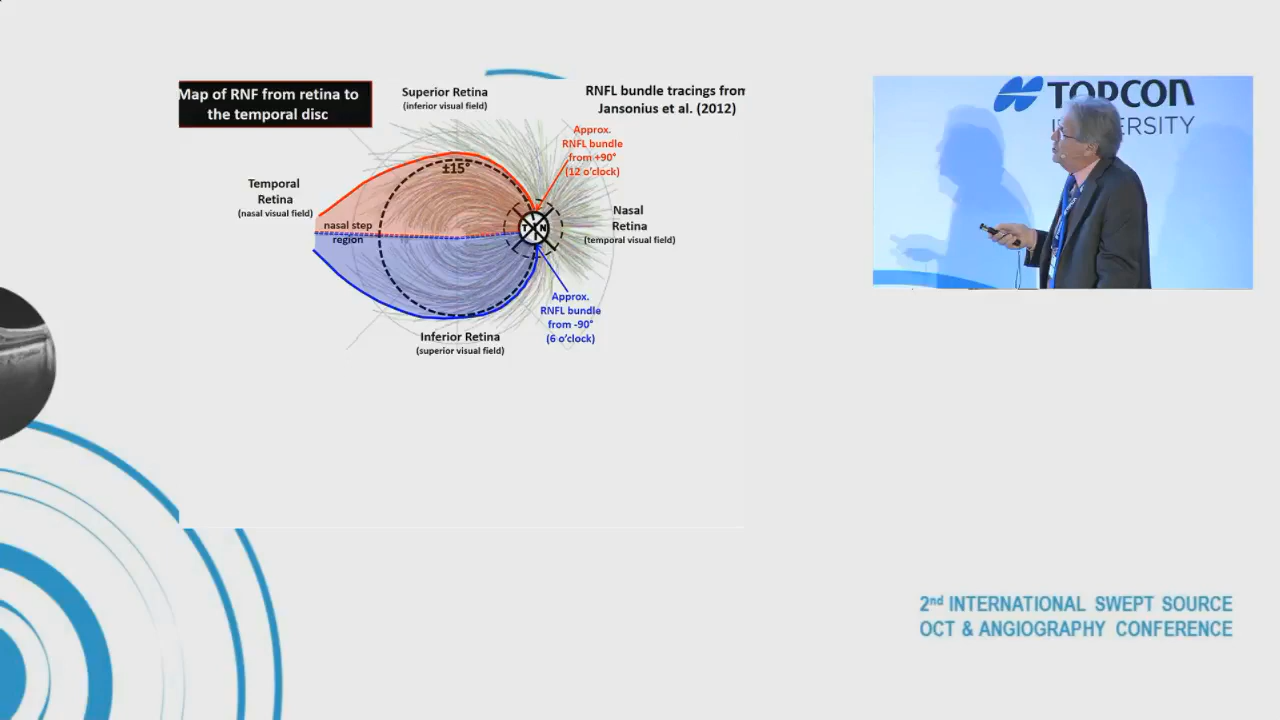 Map of RNF from retina to
the temporal disc
Superior Retina
(inferior visual field)
RNFL bundle tracings from
Jansonius et al. (2012)
Approx.
RNFL bundle
from +90°
(12 o'clock)
±15°
Temporal
Retina
(nasal visual field)
nasal step
region
T N
Nasal
Retina
(temporal visual field)
Approx.
RNFL bundle
from -90°
(6 o'clock)
Inferior Retina
(superior visual field)
TOPCON
ERSITY
2nd INTERNATIONAL SWEPT SOURCE
OCT & ANGIOGRAPHY CONFERENCE